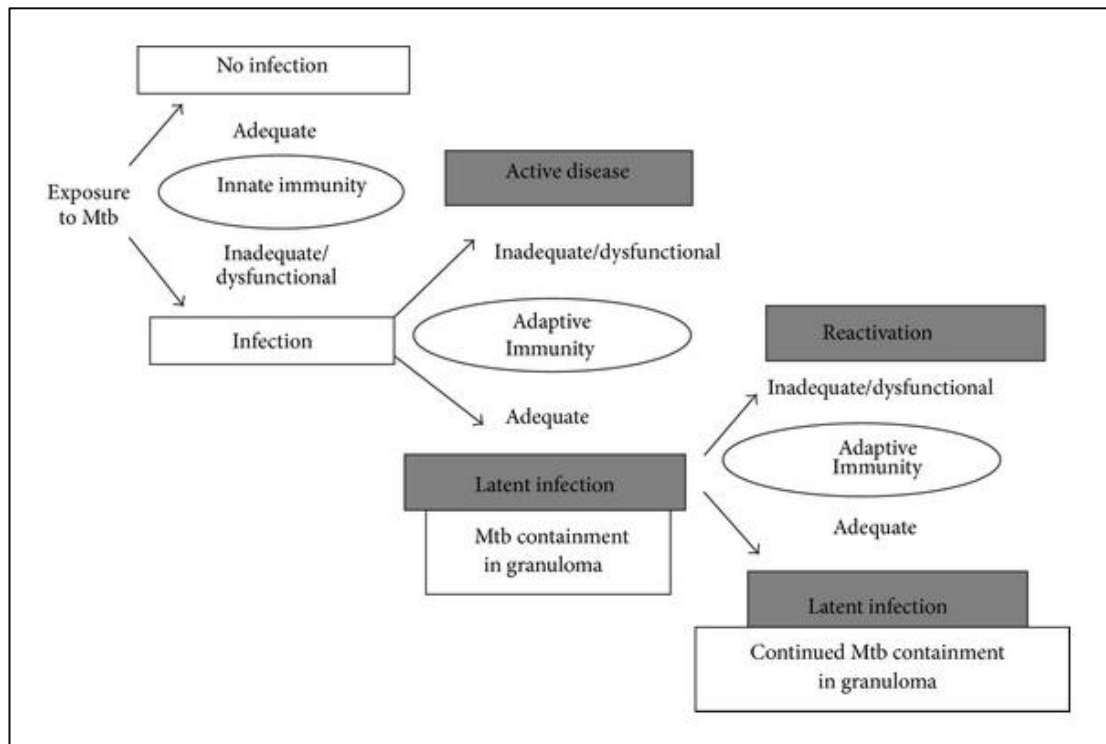 No infection
Adequate
Innate immunity
Active disease
Exposure
to Mtb
Inadequate/
dysfunctional
Inadequate/dysfunctional
Infection
Adaptive
Immunity
Reactivation
Inadequate/dysfunctional
Adequate
Adaptive
Immunity
Latent infection
Mtb containment
in granuloma
Adequate
Latent infection
Continued Mtb containment
in granuloma